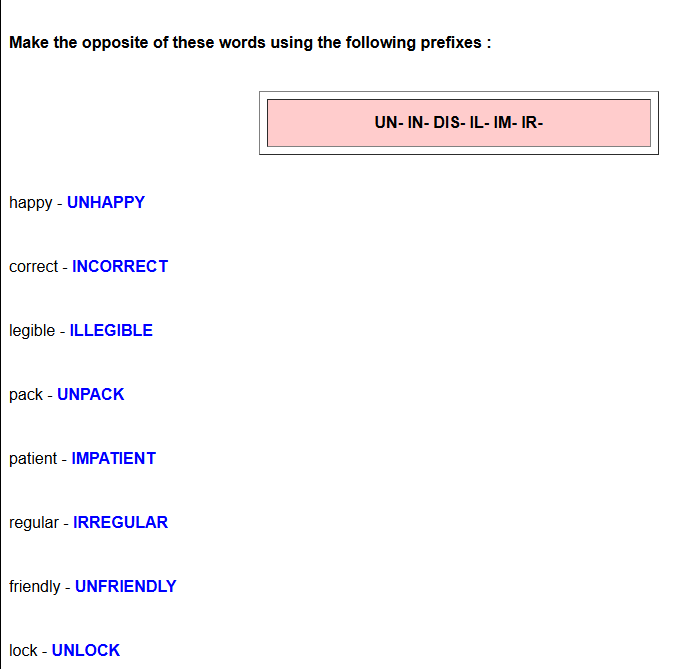 Make the opposite of these words using the following prefixes :
UN- IN- DIS- IL- IM- IR-
happy - UNHAPPY
correct - INCORRECT
legible - ILLEGIBLE
pack - UNPACK
patient - IMPATIENT
regular - IRREGULAR
friendly - UNFRIENDLY
lock - UNLOCK